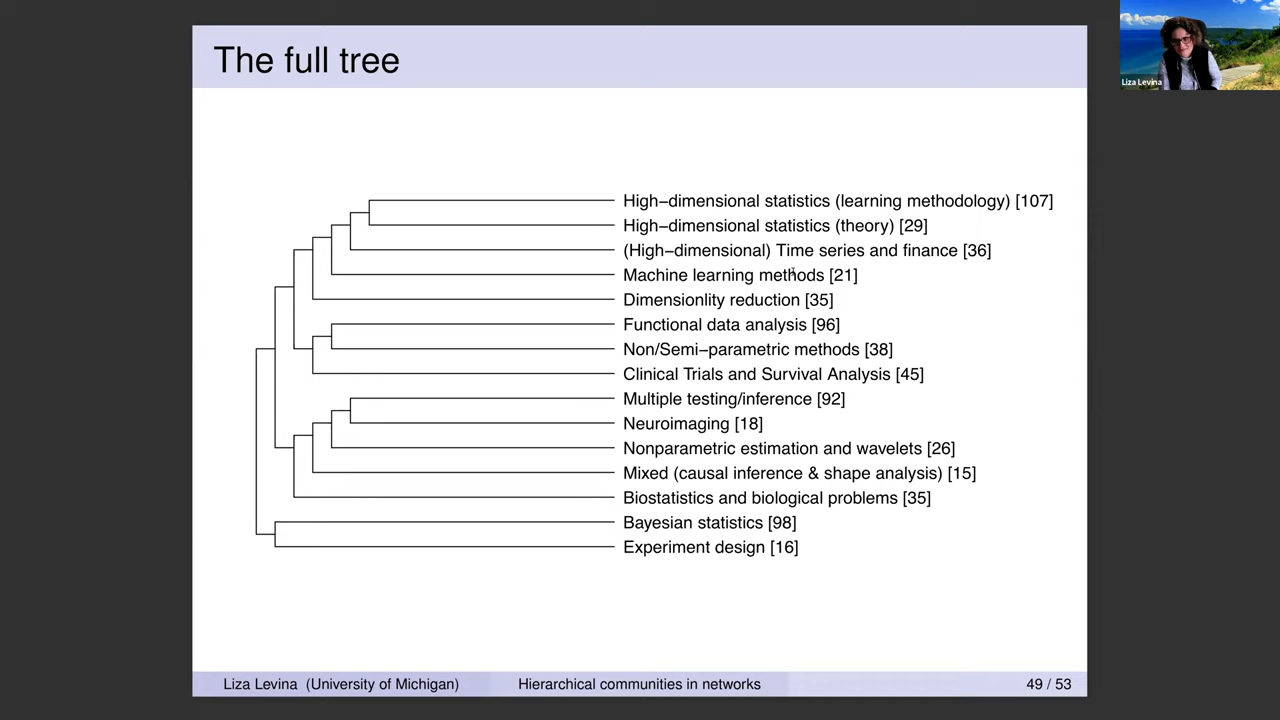 The full tree
Liza Levina
High−dimensional statistics (learning methodology) [107]
High−dimensional statistics (theory) [29]
(High−dimensional) Time series and finance [36]
Machine learning methods [21]
Dimensionlity reduction [35]
Functional data analysis [96]
Non/Semi−parametric methods [38]
Clinical Trials and Survival Analysis [45]
Multiple testing/inference [92]
Neuroimaging [18]
Nonparametric estimation and wavelets [26]
Mixed (causal inference & shape analysis) [15]
Biostatistics and biological problems [35]
Bayesian statistics [98]
Experiment design [16]
Liza Levina (University of Michigan) Hierarchical communities in networks 49 / 53